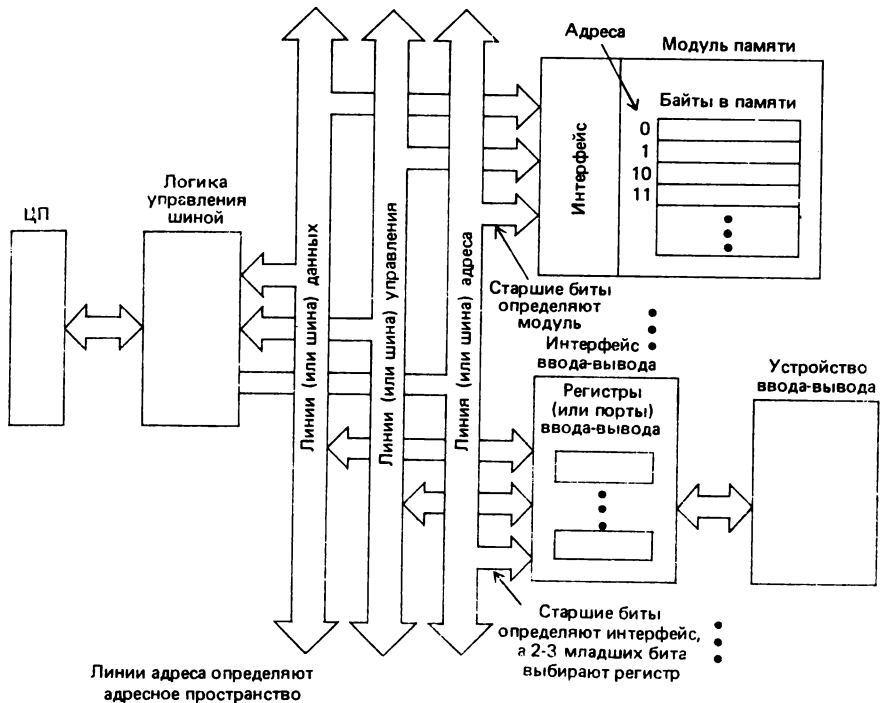 Адреса
Модуль памяти
Байты в памяти
0
1
10
11
Интерфейс
ЦП
Логика
управления
шиной
Линии (или шина) данных
Линии (или шина) управления
Линия (или шина) адреса
Старшие биты
определяют
модуль
Интерфейс
ввода-вывода
Регистры
(или порты)
ввода-вывода
Устройство
ввода-вывода
Старшие биты
определяют интерфейс,
а 2-3 младших бита
выбирают регистр
Линии адреса определяют
адресное пространство